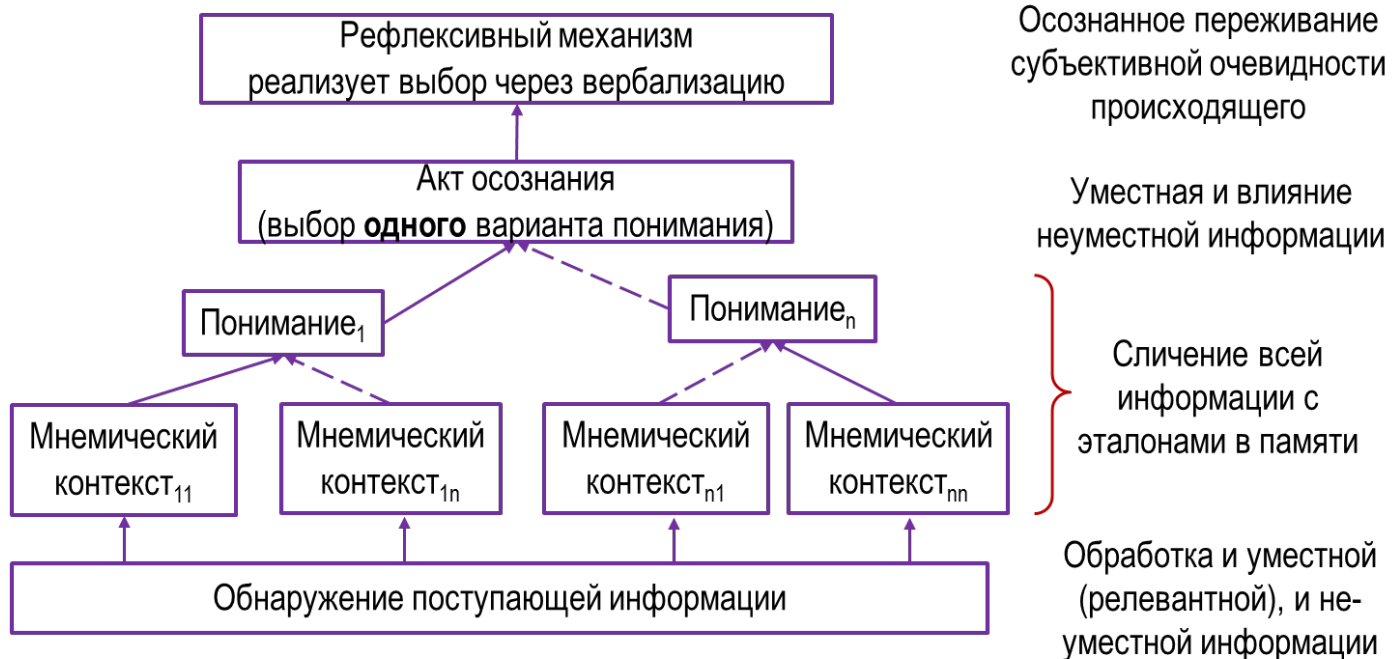 Рефлексивный механизм
реализует выбор через вербализацию
Осознанное переживание
субъективной очевидности
происходящего
Акт осознания
(выбор одного варианта понимания)
Уместная и влияние
неуместной информации
Понимание1
Пониманиеn
Сличение всей
информации с
эталонами в памяти
Мнемический
контекст11
Мнемический
контекст1n
Мнемический
контекстn1
Мнемический
контекстnn
Обнаружение поступающей информации
Обработка и уместной
(релевантной), и не-
уместной информации